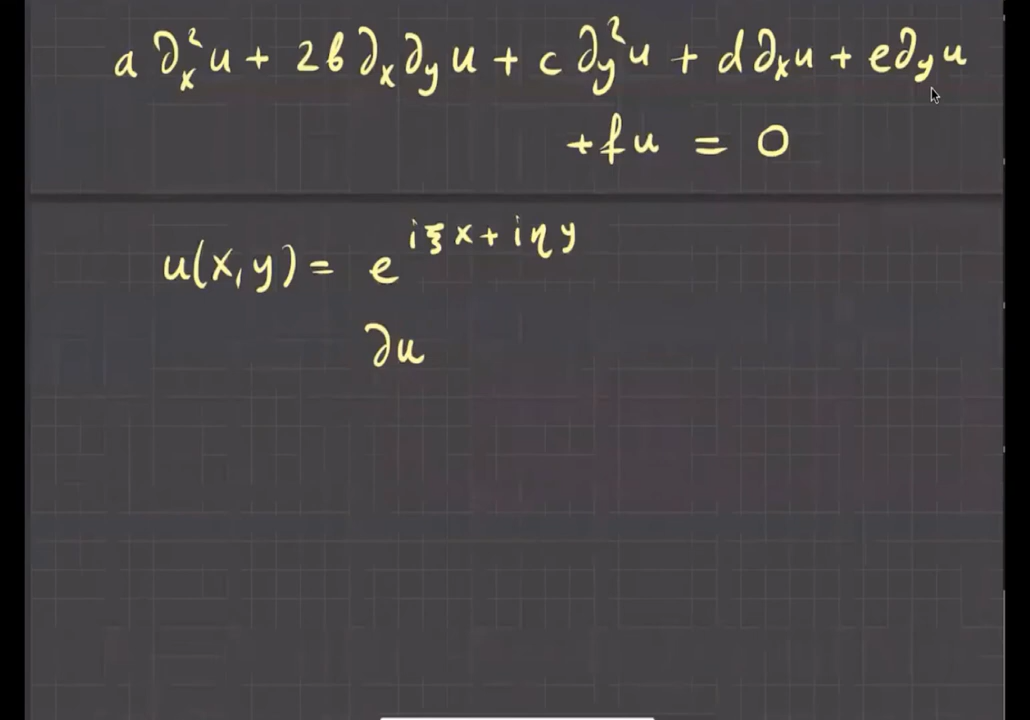 a ∂ₓ²u + 2b ∂ₓ∂ᵧu + c ∂ᵧ²u + d∂ₓu + e∂ᵧu
+fu = 0
u(x,y) = e^{iξx + iηy}
∂u